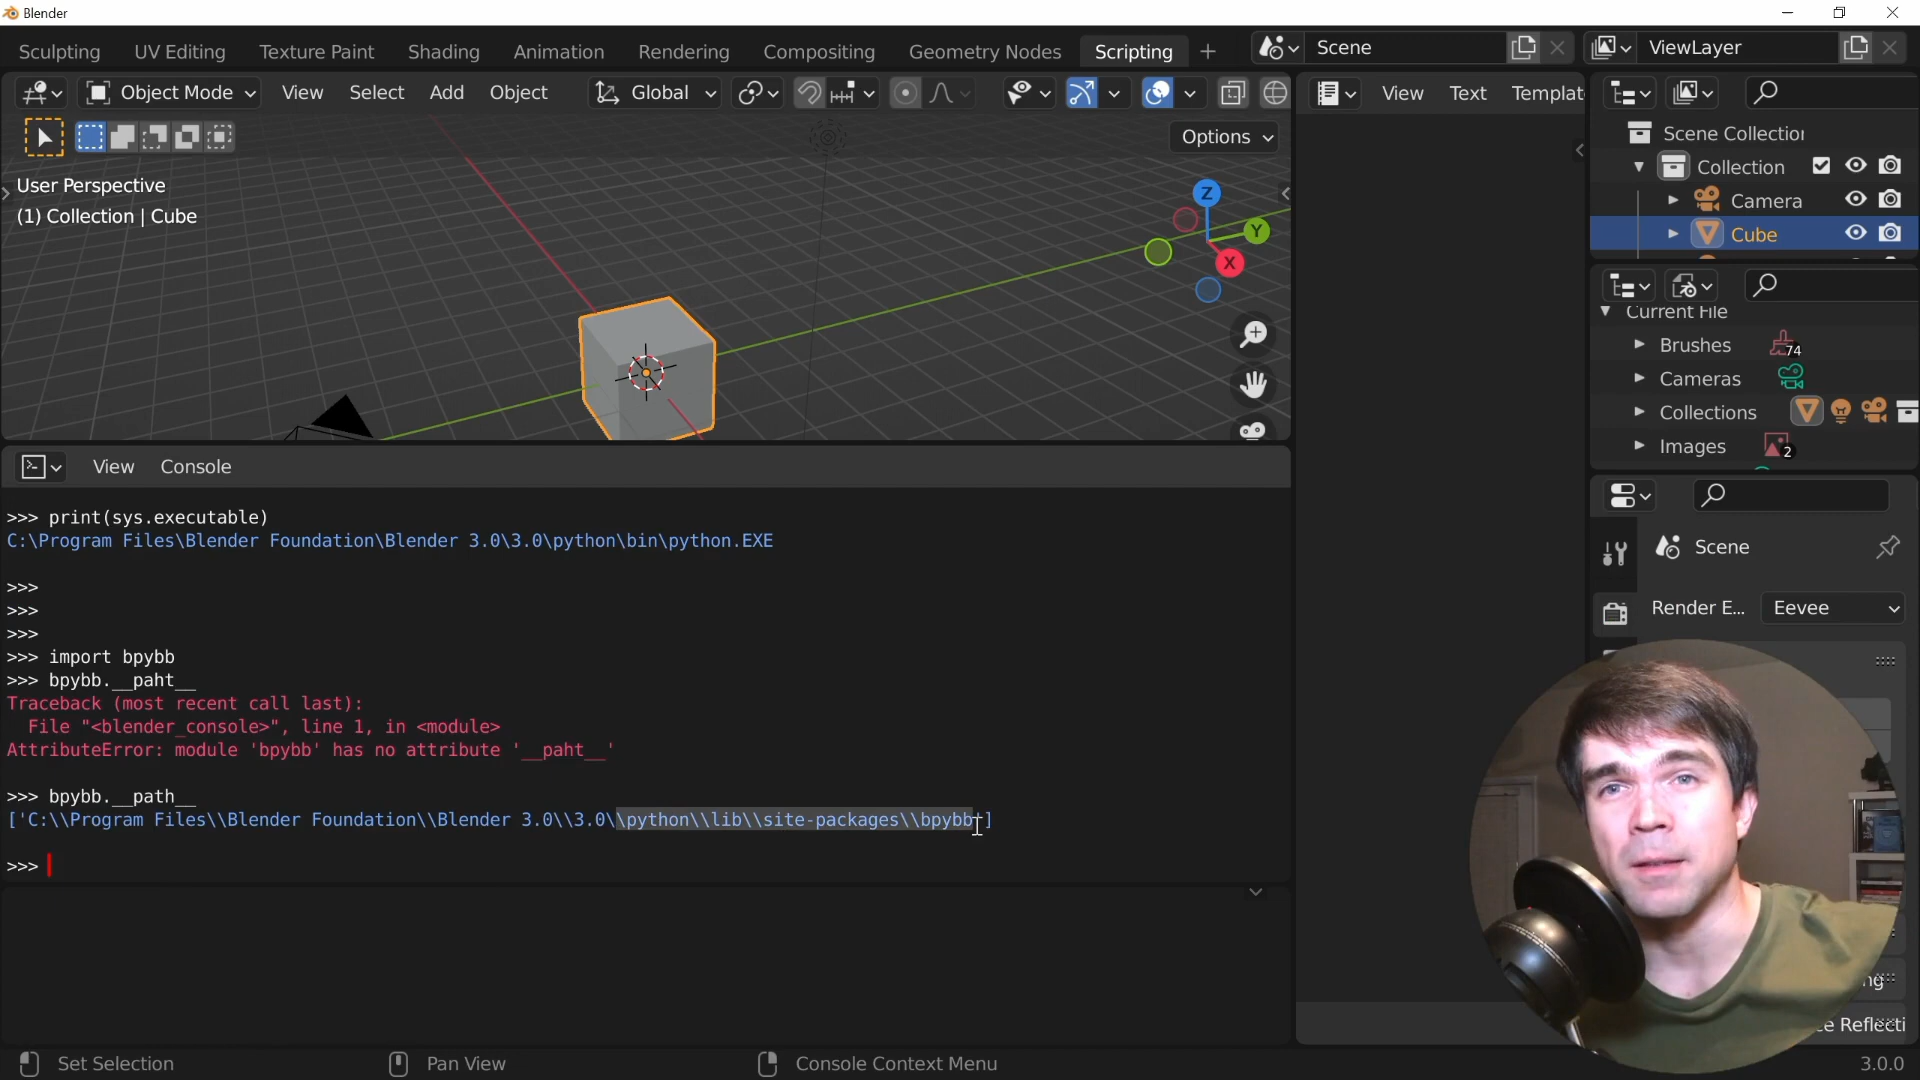 Blender
Sculpting UV Editing Texture Paint Shading Animation Rendering Compositing Geometry Nodes Scripting + Scene ViewLayer
Object Mode View Select Add Object Global View Text Templat
Options
User Perspective
(1) Collection | Cube
Z
Y
X
Scene Collection
Collection
Camera
Cube
Current File
Brushes 74
Cameras
Collections
Images 2
View Console
>>> print(sys.executable)
C:\Program Files\Blender Foundation\Blender 3.0\3.0\python\bin\python.EXE
>>>
>>>
>>>
>>> import bpybb
>>> bpybb.__paht__
Traceback (most recent call last):
File "<blender_console>", line 1, in <module>
AttributeError: module 'bpybb' has no attribute '__paht__'
>>> bpybb.__path__
['C:\\Program Files\\Blender Foundation\\Blender 3.0\\3.0\\python\\lib\\site-packages\\bpybb']
>>>
Scene
Render E... Eevee
ng
e Reflecti
Set Selection Pan View Console Context Menu 3.0.0